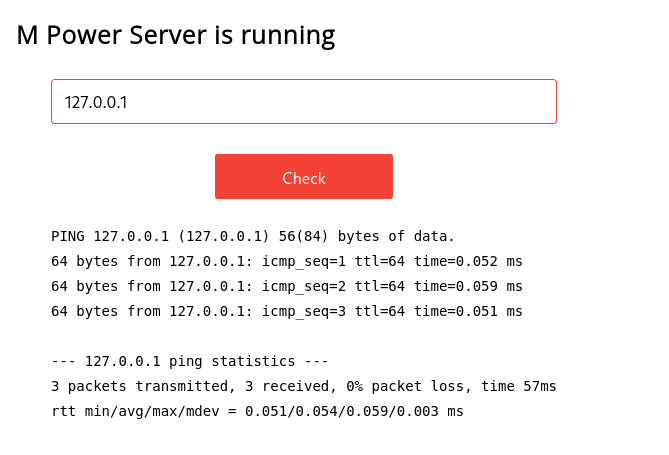 M Power Server is running
127.0.0.1
Check
PING 127.0.0.1 (127.0.0.1) 56(84) bytes of data.
64 bytes from 127.0.0.1: icmp_seq=1 ttl=64 time=0.052 ms
64 bytes from 127.0.0.1: icmp_seq=2 ttl=64 time=0.059 ms
64 bytes from 127.0.0.1: icmp_seq=3 ttl=64 time=0.051 ms
--- 127.0.0.1 ping statistics ---
3 packets transmitted, 3 received, 0% packet loss, time 57ms
rtt min/avg/max/mdev = 0.051/0.054/0.059/0.003 ms